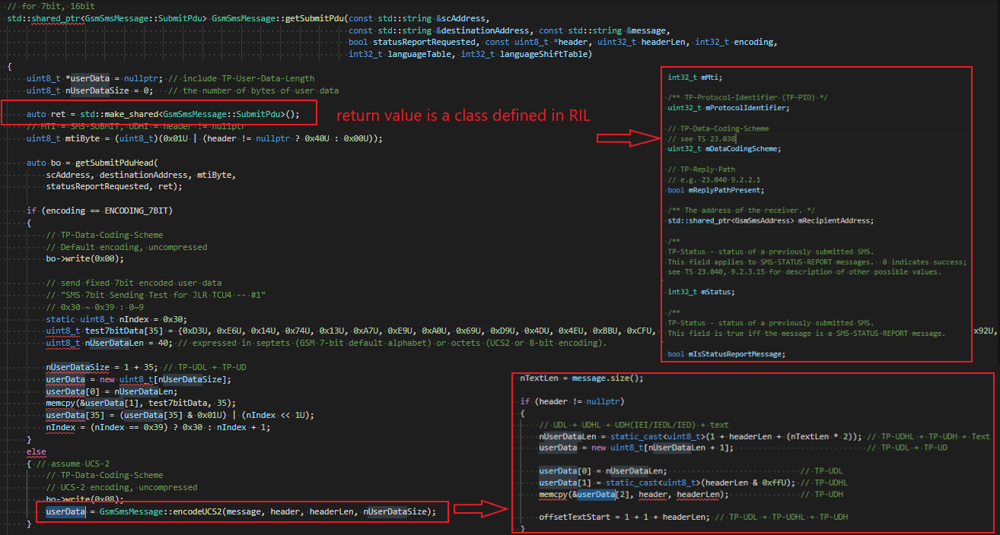 // for 7bit, 16bit
std::shared_ptr<GsmSmsMessage::SubmitPdu> GsmSmsMessage::getSubmitPdu(const std::string &scAddress,
const std::string &destinationAddress, const std::string &message,
bool statusReportRequested, const uint8_t *header, uint32_t headerLen, int32_t encoding,
int32_t languageTable, int32_t languageShiftTable)
{
uint8_t *userData = nullptr; // include TP-User-Data-Length
uint8_t nUserDataSize = 0; // the number of bytes of user data
auto ret = std::make_shared<GsmSmsMessage::SubmitPdu>();
return value is a class defined in RIL
// MTI = SMS-SUBMIT, UDHI = header != nullptr
uint8_t mtiByte = (uint8_t)(0x01U | (header != nullptr ? 0x40U : 0x00U));
auto bo = getSubmitPduHead(
scAddress, destinationAddress, mtiByte,
statusReportRequested, ret);
if (encoding == ENCODING_7BIT)
{
// TP-Data-Coding-Scheme
// Default encoding, uncompressed
bo->write(0x00);
// send fixed 7bit encoded user data
// "SMS 7bit Sending Test for JLR TCU4 -- #1"
// 0x30 ~ 0x39 : 0~9
static uint8_t nIndex = 0x30;
uint8_t test7bitData[35] = {0xD3U, 0xE6U, 0x14U, 0x74U, 0x13U, 0xA7U, 0xE9U, 0xA0U, 0x69U, 0xD9U, 0x4DU, 0x4EU, 0xBBU, 0xCFU, x92U,
uint8_t nUserDataLen = 40; // expressed in septets (GSM 7-bit default alphabet) or octets (UCS2 or 8-bit encoding).
nUserDataSize = 1 + 35; // TP-UDL + TP-UD
userData = new uint8_t[nUserDataSize];
userData[0] = nUserDataLen;
memcpy(&userData[1], test7bitData, 35);
userData[35] = (userData[35] & 0x01U) | (nIndex << 1U);
nIndex = (nIndex == 0x39) ? 0x30 : nIndex + 1;
}
else
{ // assume UCS-2
// TP-Data-Coding-Scheme
// UCS-2 encoding, uncompressed
bo->write(0x08);
userData = GsmSmsMessage::encodeUCS2(message, header, headerLen, nUserDataSize);
}
int32_t mMti;
/** TP-Protocol-Identifier (TP-PID) */
uint8_t mProtocolIdentifier;
// TP-Data-Coding-Scheme
// see TS 23.038
uint32_t mDataCodingScheme;
// TP-Reply-Path
// e.g. 23.040 9.2.2.1
bool mReplyPathPresent;
/** The address of the receiver. */
std::shared_ptr<GsmSmsAddress> mRecipientAddress;
/**
TP-Status - status of a previously submitted SMS.
This field applies to SMS-STATUS-REPORT messages. 0 indicates success;
see TS 23.040, 9.2.3.15 for description of other possible values.
int32_t mStatus;
/**
TP-Status - status of a previously submitted SMS.
This field is true iff the message is a SMS-STATUS-REPORT message.
bool mIsStatusReportMessage;
nTextLen = message.size();
if (header != nullptr)
{
// UDL + UDHL + UDH(IEI/IEDL/IED) + text
nUserDataLen = static_cast<uint8_t>(1 + headerLen + (nTextLen * 2)); // TP-UDHL + TP-UDH + Text
userData = new uint8_t[nUserDataLen + 1]; // TP-UDL + TP-UD
userData[0] = nUserDataLen; // TP-UDL
userData[1] = static_cast<uint8_t>(headerLen & 0xffU); // TP-UDHL
memcpy(&userData[2], header, headerLen); // TP-UDH
offsetTextStart = 1 + 1 + headerLen; // TP-UDL + TP-UDHL + TP-UDH
}